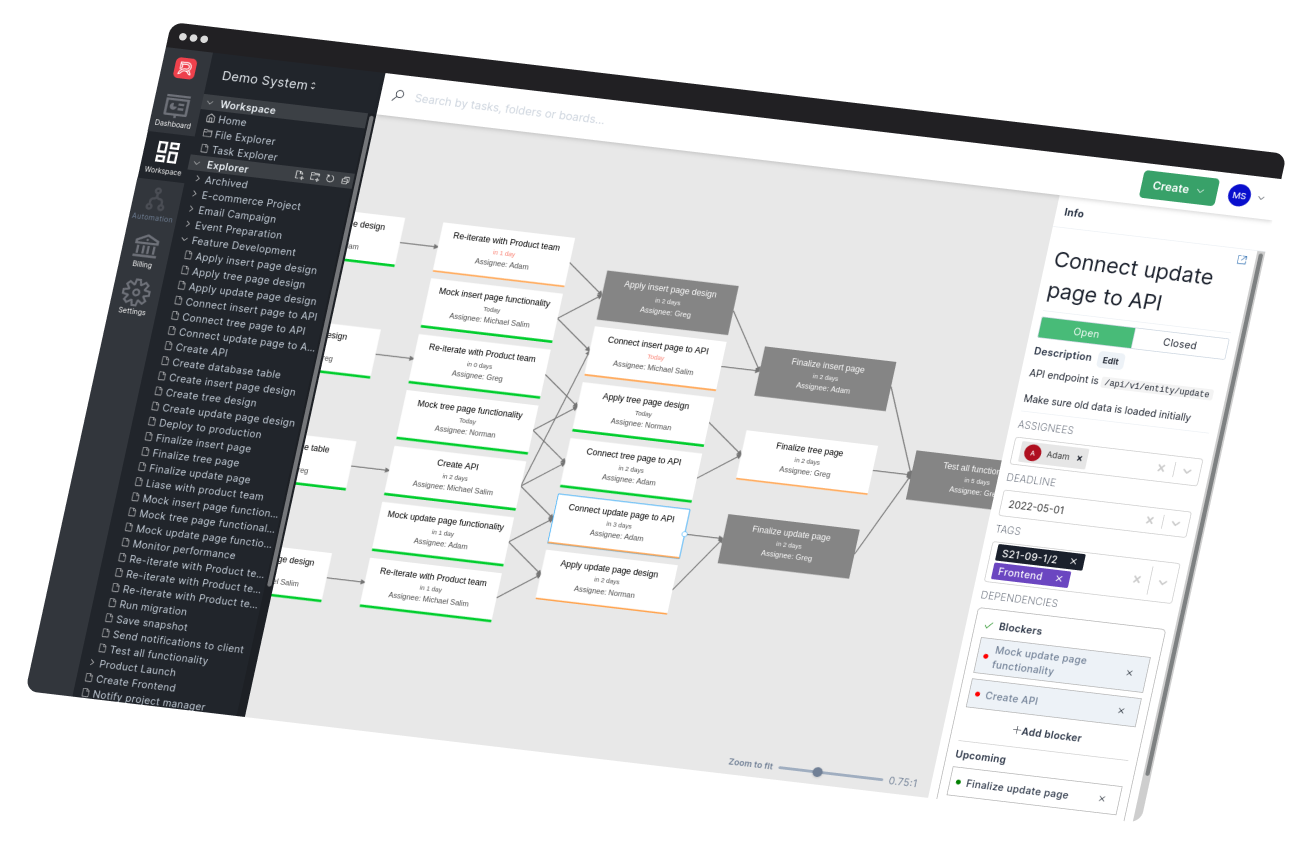 Demo System
Dashboard
Workspace
Automation
Billing
Settings
Workspace
Home
File Explorer
Task Explorer
Explorer
Archived
E-commerce Project
Email Campaign
Event Preparation
Feature Development
Apply insert page design
Apply tree page design
Apply update page design
Connect insert page to API
Connect tree page to API
Connect update page to A...
Create API
Create database table
Create insert page design
Create tree design
Create update page design
Deploy to production
Finalize insert page
Finalize tree page
Finalize update page
Liase with product team
Mock insert page function...
Mock tree page functional...
Mock update page functio...
Monitor performance
Re-iterate with Product te...
Re-iterate with Product te...
Re-iterate with Product te...
Run migration
Save snapshot
Send notifications to client
Test all functionality
Product Launch
Create Frontend
Notify project manager
Search by tasks, folders or boards...
Create
MS
e design
am
esign
reg
e table
reg
ge design
el Salim
Re-iterate with Product team
in 1 day
Assignee: Adam
Mock insert page functionality
Today
Assignee: Michael Salim
Re-iterate with Product team
in 0 days
Assignee: Greg
Mock tree page functionality
Today
Assignee: Norman
Create API
in 2 days
Assignee: Michael Salim
Mock update page functionality
in 1 day
Assignee: Adam
Re-iterate with Product team
in 1 day
Assignee: Michael Salim
Apply insert page design
in 2 days
Assignee: Greg
Connect insert page to API
Today
Assignee: Michael Salim
Apply tree page design
Today
Assignee: Norman
Connect tree page to API
in 2 days
Assignee: Adam
Connect update page to API
in 3 days
Assignee: Adam
Apply update page design
in 2 days
Assignee: Norman
Finalize insert page
in 2 days
Assignee: Adam
Finalize tree page
in 2 days
Assignee: Greg
Finalize update page
in 2 days
Assignee: Greg
Test all function
in 5 days
Assignee: Gre
Zoom to fit
0.75:1
Info
Connect update
page to API
Open
Closed
Description
Edit
API endpoint is /api/v1/entity/update
Make sure old data is loaded initially
ASSIGNEES
A
Adam ×
DEADLINE
2022-05-01
TAGS
S21-09-1/2 ×
Frontend ×
DEPENDENCIES
Blockers
Mock update page
functionality
Create API
+Add blocker
Upcoming
Finalize update page